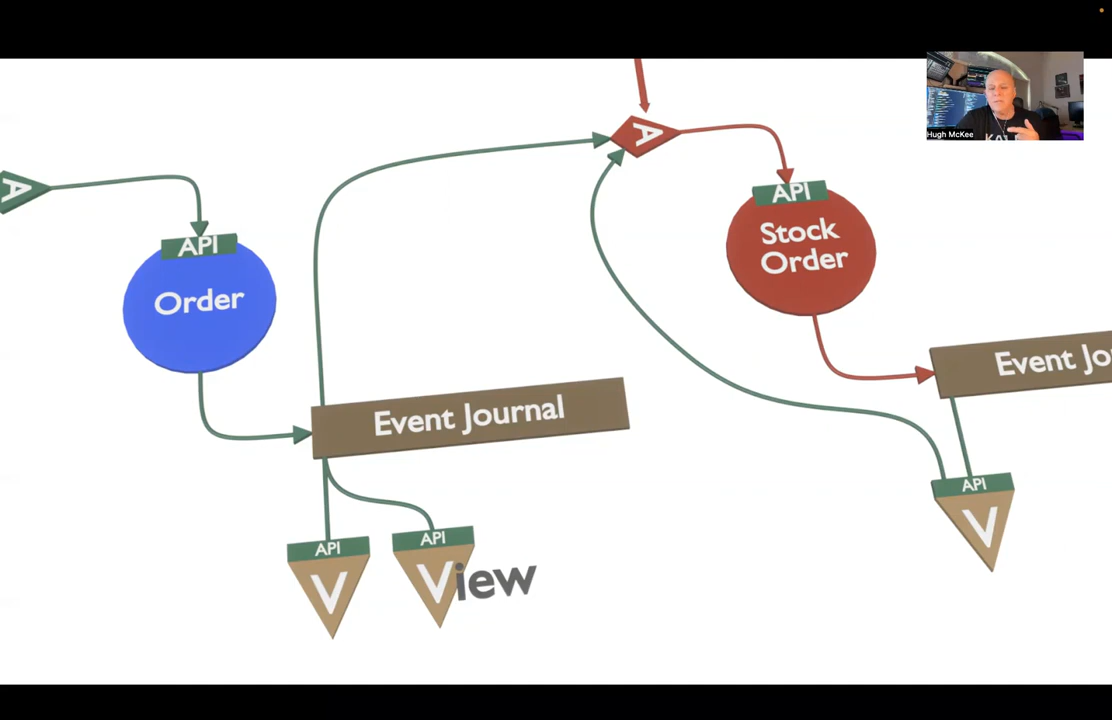 A
API
Order
A
API
Stock
Order
Hugh McKee
Event Journal
Event Jo
API
V
API
View
API
V